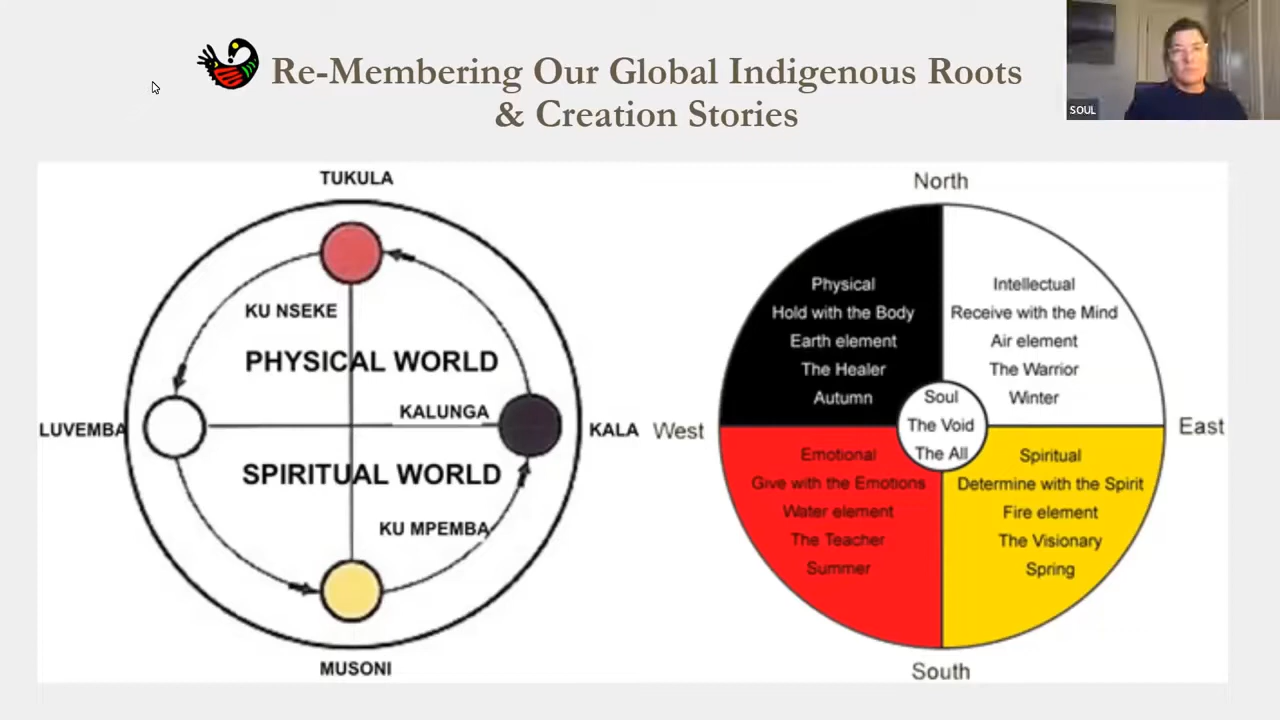 Re-Membering Our Global Indigenous Roots
& Creation Stories
SOUL
TUKULA
KU NSEKE
PHYSICAL WORLD
KALUNGA
LUVEMBA
KALA
SPIRITUAL WORLD
KU MPEMBA
MUSONI
North
Physical
Hold with the Body
Earth element
The Healer
Autumn
Intellectual
Receive with the Mind
Air element
The Warrior
Winter
West
Soul
The Void
The All
East
Emotional
Give with the Emotions
Water element
The Teacher
Summer
Spiritual
Determine with the Spirit
Fire element
The Visionary
Spring
South